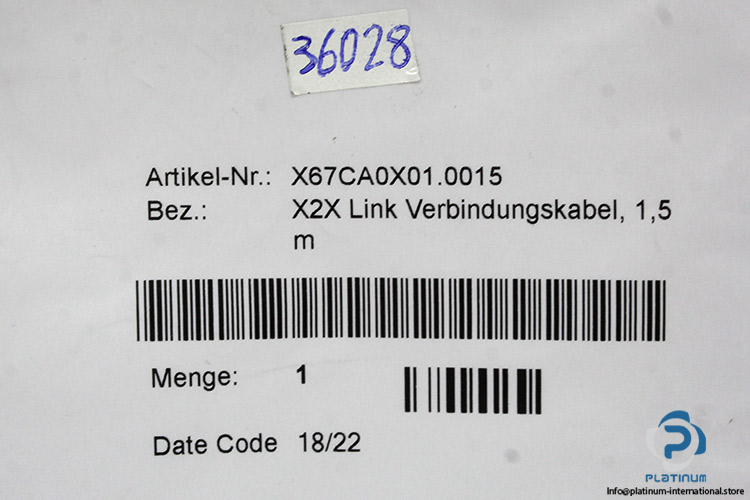 36028
Artikel-Nr.: X67CA0X01.0015
Bez.: X2X Link Verbindungskabel, 1,5
m
Menge: 1
Date Code 18/22
PLATINUM
Info@platinum-international.store